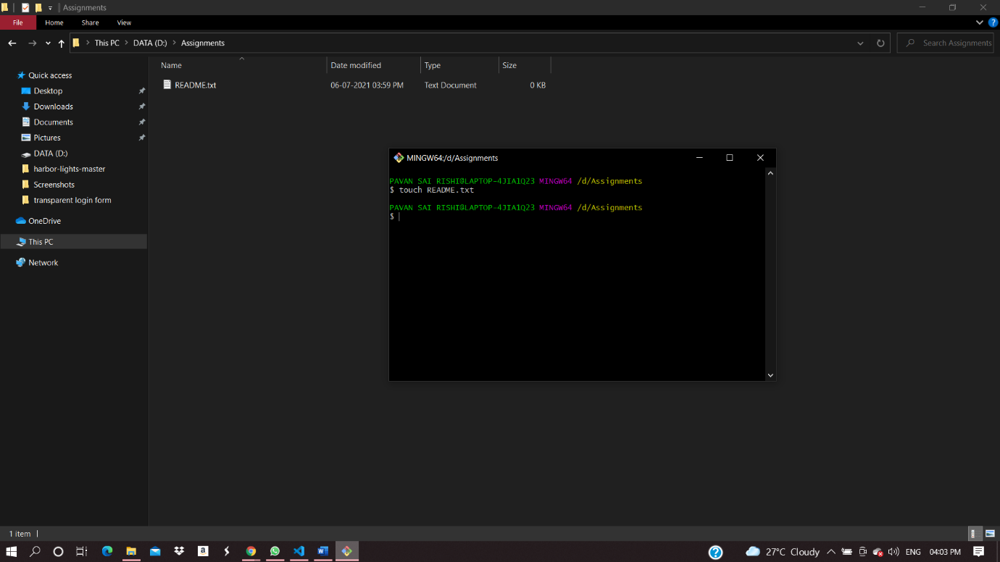 Assignments
File Home Share View
This PC DATA (D:) Assignments
Search Assignments
Name Date modified Type Size
README.txt 06-07-2021 03:59 PM Text Document 0 KB
Quick access
Desktop
Downloads
Documents
Pictures
DATA (D:)
harbor-lights-master
Screenshots
transparent login form
OneDrive
This PC
Network
MINGW64:/d/Assignments
PAVAN SAI RISHI@LAPTOP-4JIA1Q23 MINGW64 /d/Assignments
$ touch README.txt
PAVAN SAI RISHI@LAPTOP-4JIA1Q23 MINGW64 /d/Assignments
$
1 item
27°C Cloudy ENG 04:03 PM